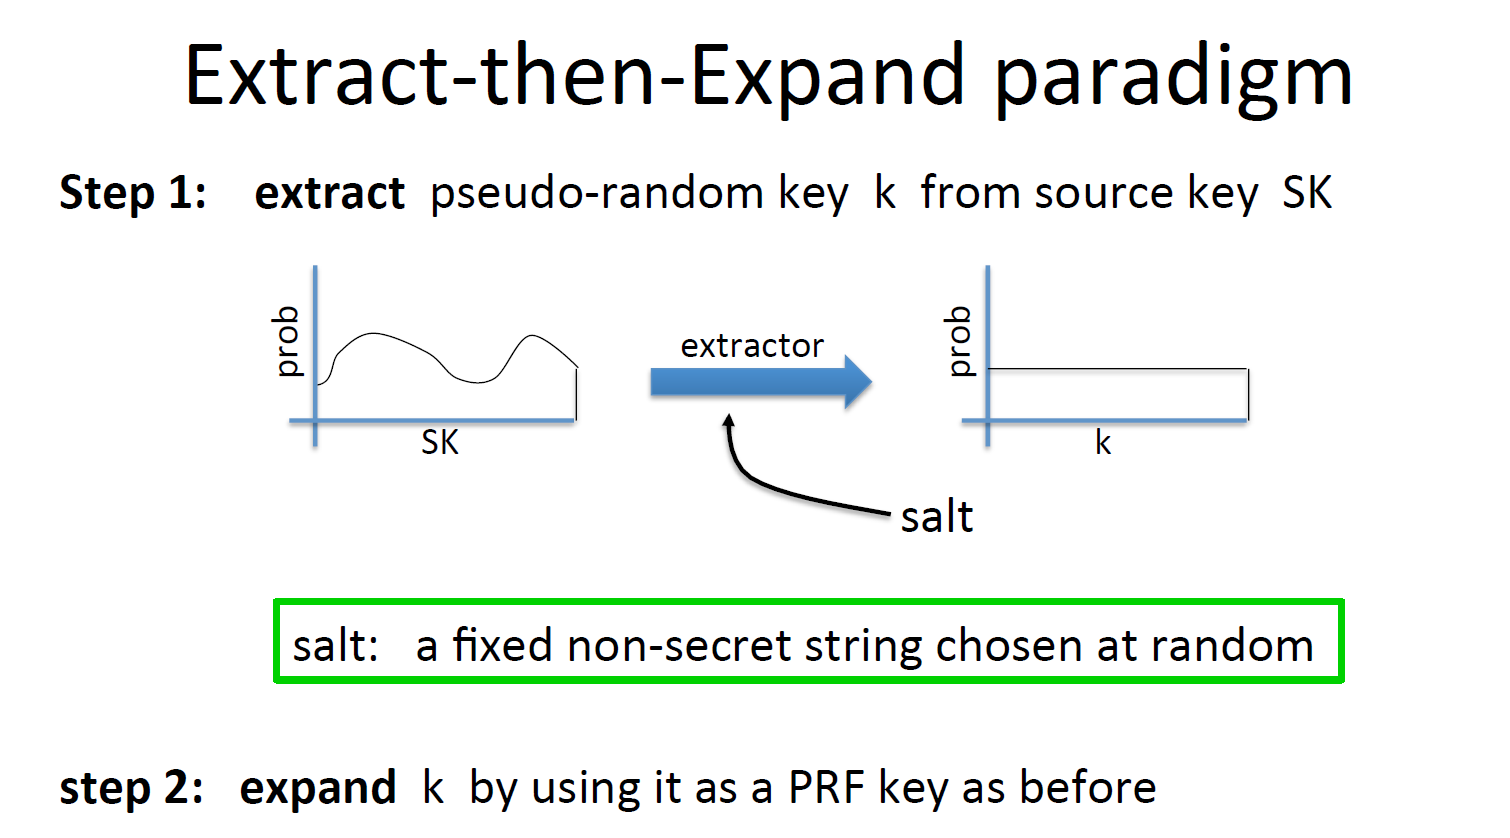 Extract-then-Expand paradigm
Step 1: extract pseudo-random key k from source key SK
prob
SK
extractor
salt
prob
k
salt: a fixed non-secret string chosen at random
step 2: expand k by using it as a PRF key as before